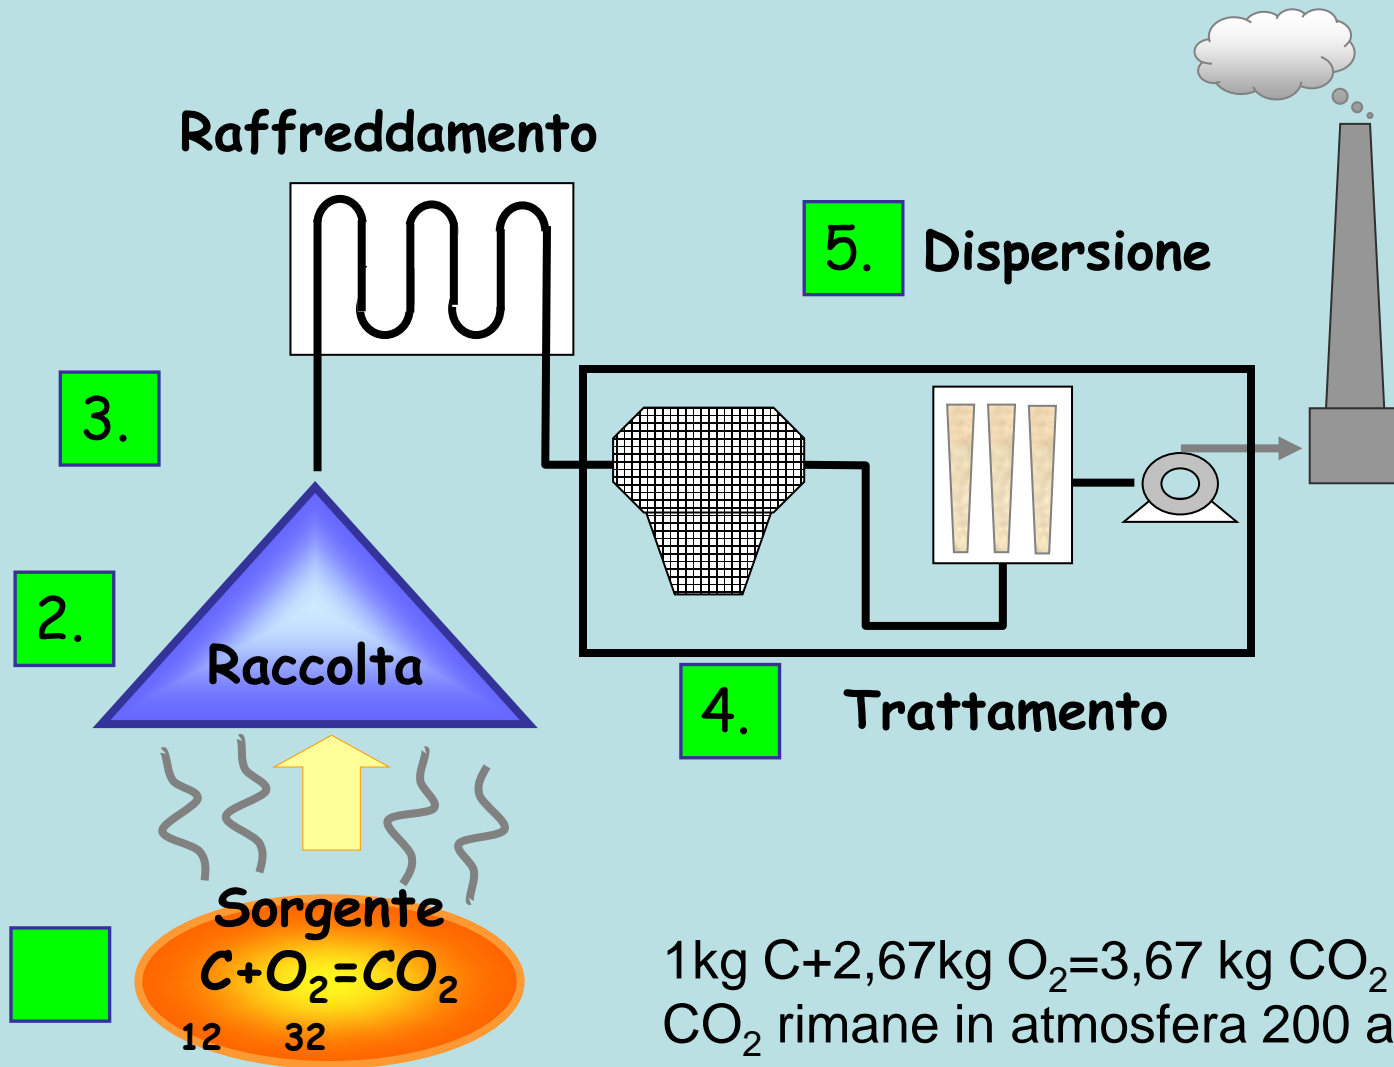 Raffreddamento
5. Dispersione
3.
2.
Raccolta
4. Trattamento
Sorgente
C+O₂=CO₂
12 32
1kg C+2,67kg O₂=3,67 kg CO₂
CO₂ rimane in atmosfera 200 a